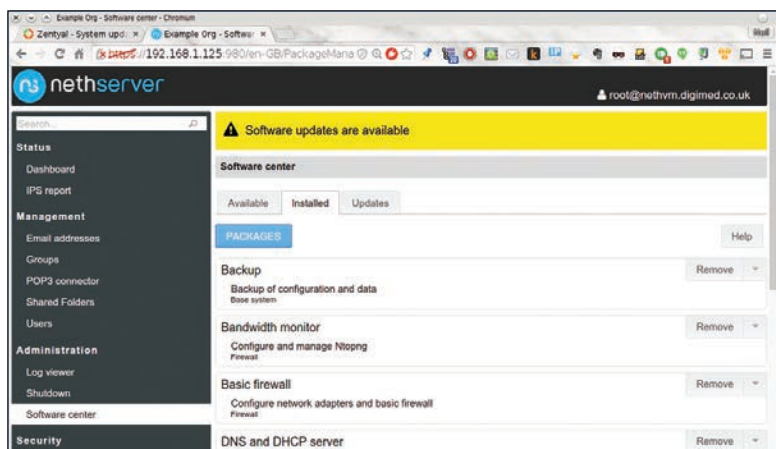 Example Org - Software center - Chromium
Zentyal - System upd: ×
Example Org - Softwar ×
https://192.168.1.125:980/en-GB/PackageMana
nethserver
root@nethvm.digimed.co.uk
Search...
Status
Dashboard
IPS report
Management
Email addresses
Groups
POP3 connector
Shared Folders
Users
Administration
Log viewer
Shutdown
Software center
Security
Software updates are available
Software center
Available
Installed
Updates
PACKAGES
Help
Backup
Remove
Backup of configuration and data
Base system
Bandwidth monitor
Remove
Configure and manage Ntopng
Firewall
Basic firewall
Remove
Configure network adapters and basic firewall
Firewall
DNS and DHCP server
Remove